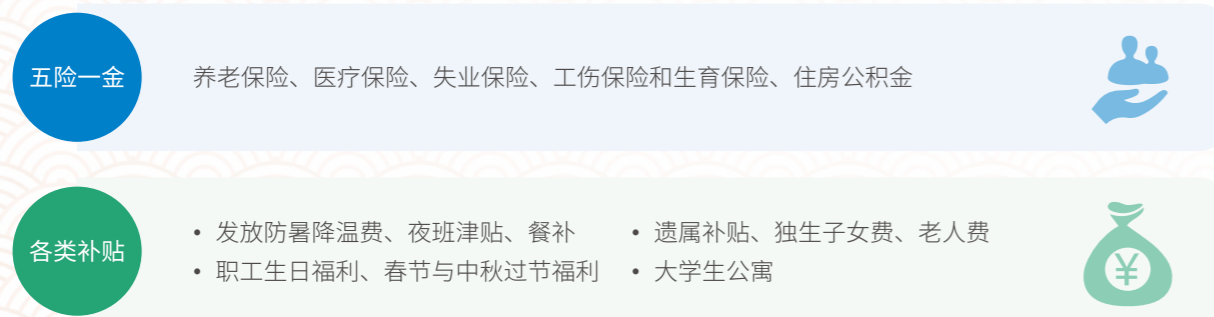 五险一金
养老保险、医疗保险、失业保险、工伤保险和生育保险、住房公积金
各类补贴
• 发放防暑降温费、夜班津贴、餐补
• 职工生日福利、春节与中秋过节福利
• 遗属补贴、独生子女费、老人费
• 大学生公寓
¥